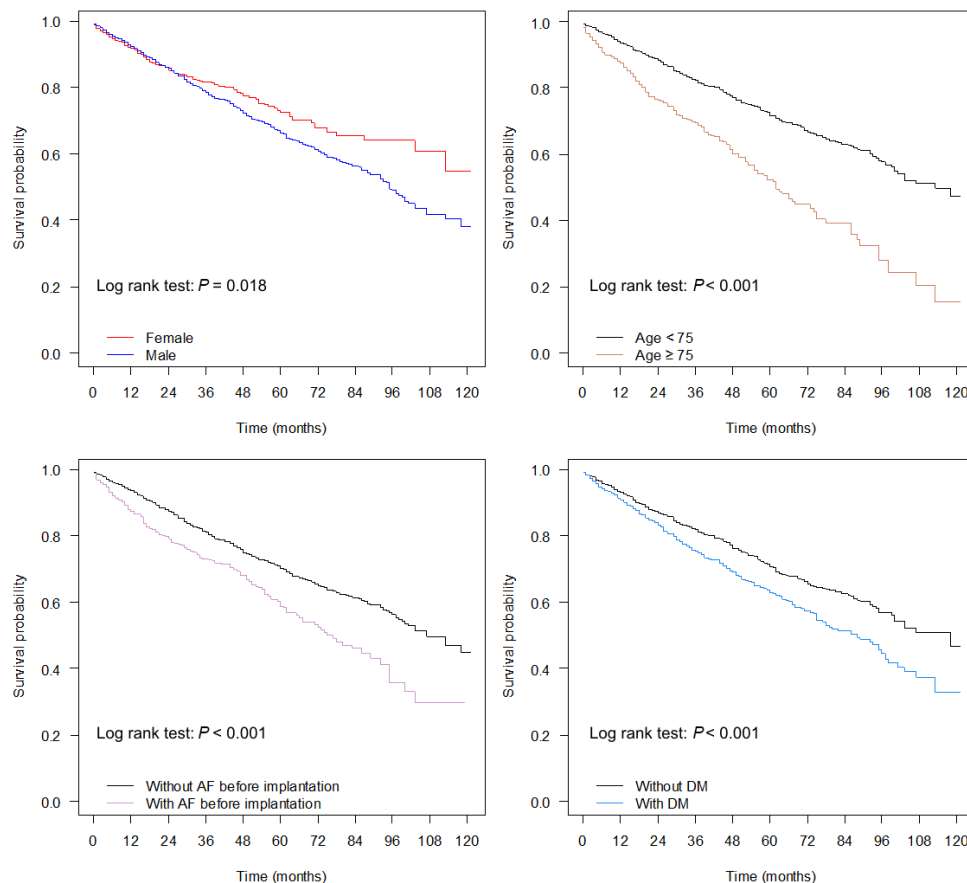 1.0
0.8
0.6
0.4
0.2
0.0
Survival probability
Log rank test: P = 0.018
Female
Male
0 12 24 36 48 60 72 84 96 108 120
Time (months)
1.0
0.8
0.6
0.4
0.2
0.0
Survival probability
Log rank test: P < 0.001
Age < 75
Age ≥ 75
0 12 24 36 48 60 72 84 96 108 120
Time (months)
1.0
0.8
0.6
0.4
0.2
0.0
Survival probability
Log rank test: P < 0.001
Without AF before implantation
With AF before implantation
0 12 24 36 48 60 72 84 96 108 120
Time (months)
1.0
0.8
0.6
0.4
0.2
0.0
Survival probability
Log rank test: P < 0.001
Without DM
With DM
0 12 24 36 48 60 72 84 96 108 120
Time (months)